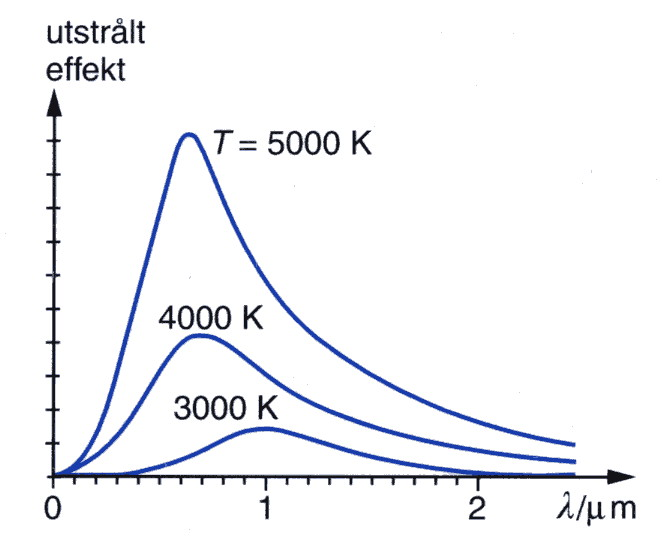 utstrålt
effekt
T = 5000 K
4000 K
3000 K
0
1
2
λ/μm